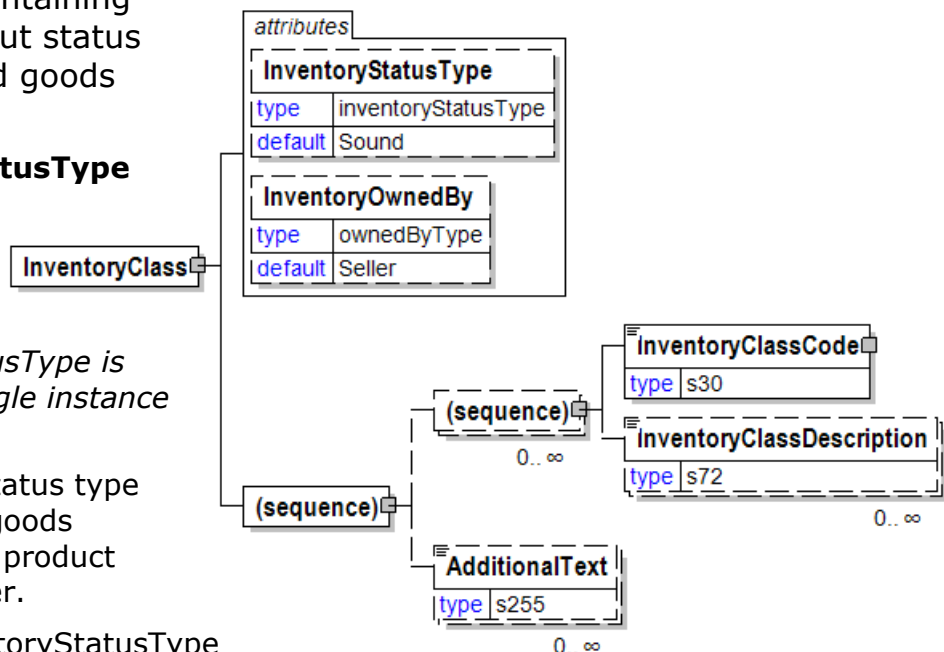 ut status
d goods
tusType
usType is
gle instance
tatus type
goods
product
er.
toryStatusType
attributes
InventoryStatusType
type inventoryStatusType
default Sound
InventoryOwnedBy
type ownedByType
default Seller
InventoryClass
(sequence)
(sequence)
0.. ∞
InventoryClassCode
type s30
InventoryClassDescription
type s72
0.. ∞
AdditionalText
type s255
0.. ∞